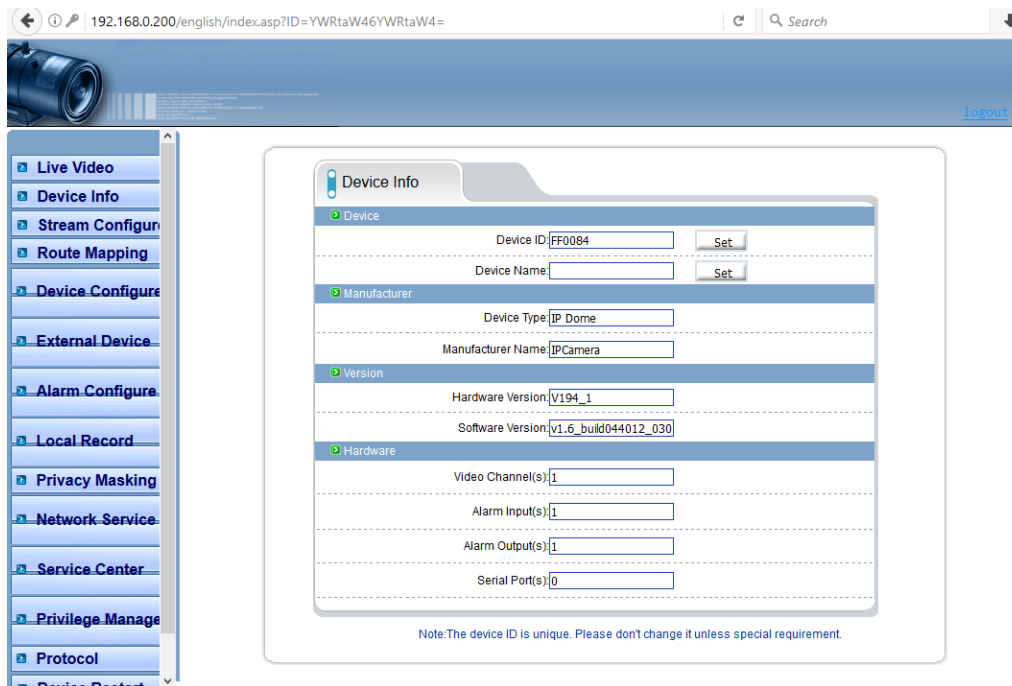 192.168.0.200/english/index.asp?ID=YWRtaW46YWRtaW4=
Search
logout
Live Video
Device Info
Stream Configur
Route Mapping
Device Configure
External Device
Alarm Configure
Local Record
Privacy Masking
Network Service
Service Center
Privilege Manage
Protocol
Device Restart
Device Info
Device
Device ID: FF0084 Set
Device Name: Set
Manufacturer
Device Type: IP Dome
Manufacturer Name: IPCamera
Version
Hardware Version: V194_1
Software Version: v1.6_build044012_030
Hardware
Video Channel(s): 1
Alarm Input(s): 1
Alarm Output(s): 1
Serial Port(s): 0
Note:The device ID is unique. Please don't change it unless special requirement.